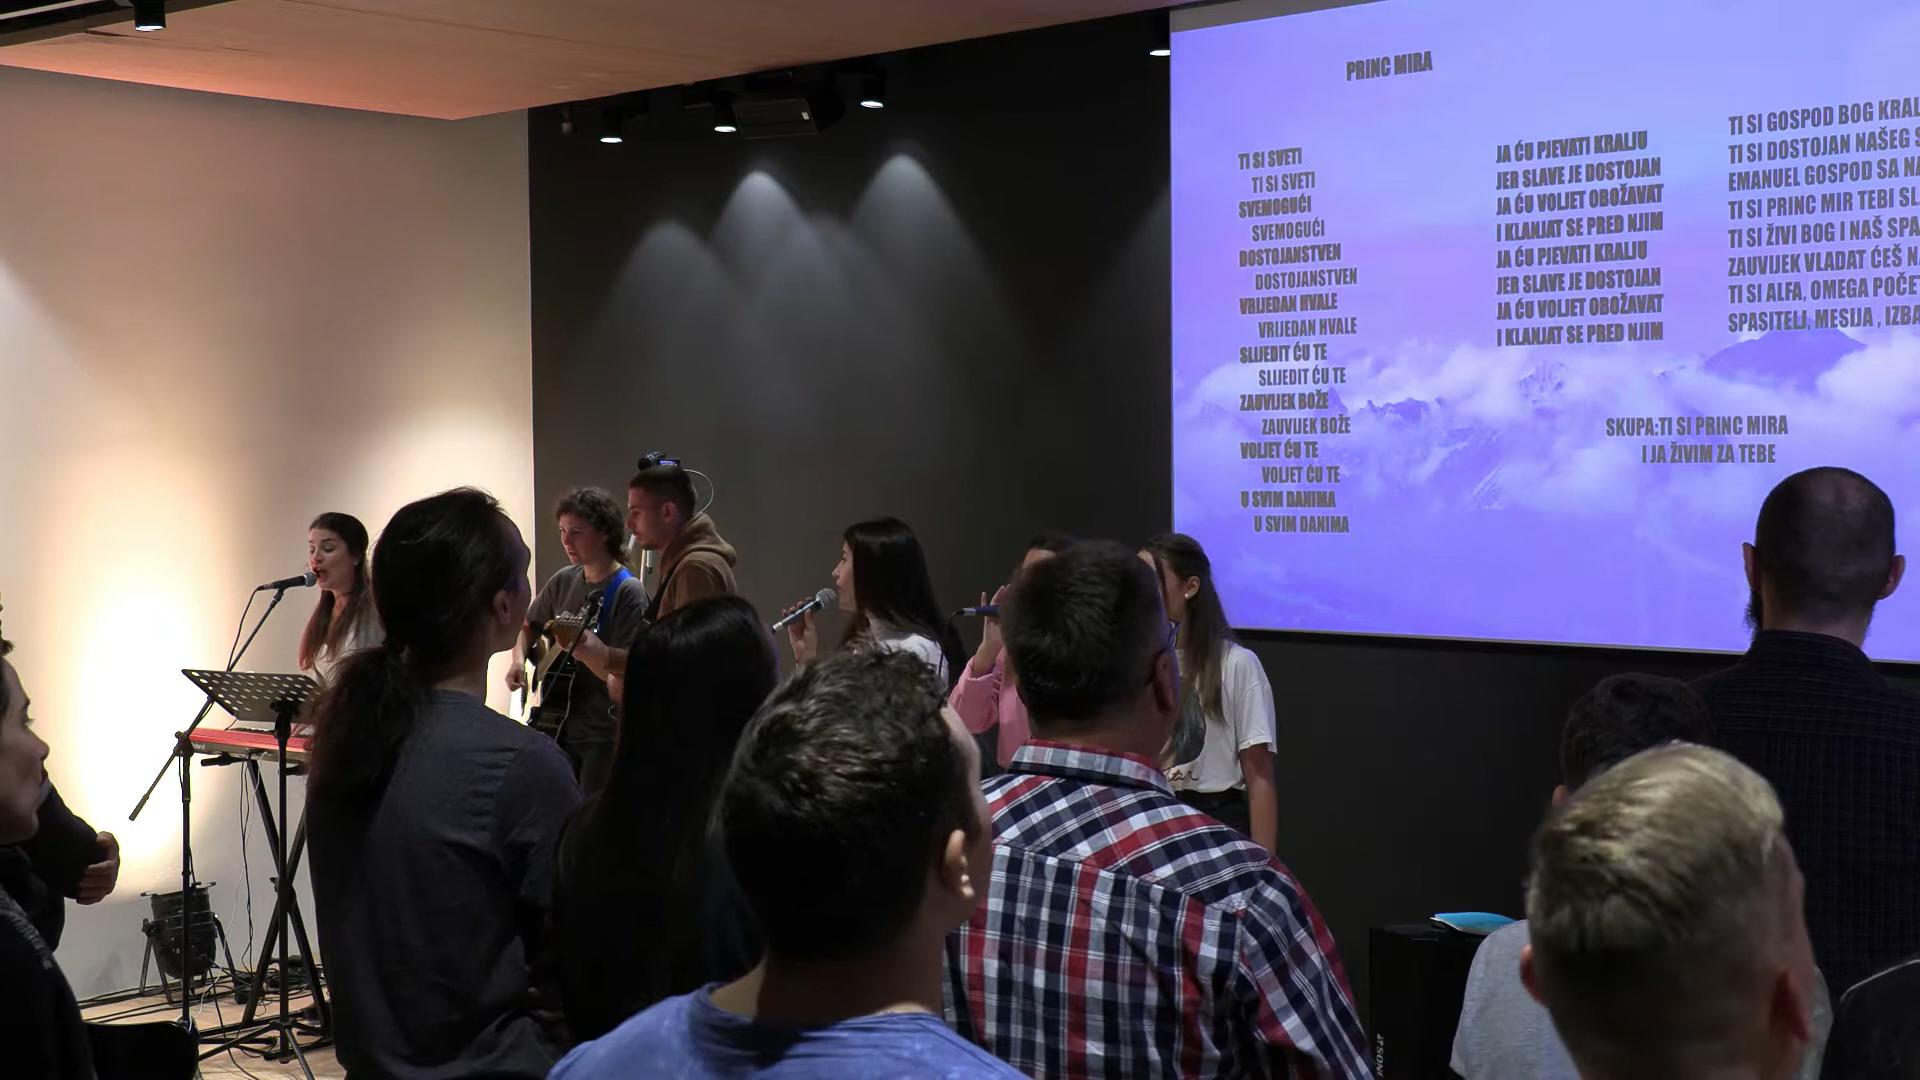 PRINC MIRA
TI SI SVETI
TI SI SVETI
SVEMOGUĆI
SVEMOGUĆI
DOSTOJANSTVEN
DOSTOJANSTVEN
VRIJEDAN HVALE
VRIJEDAN HVALE
SLIJEDIT ĆU TE
SLIJEDIT ĆU TE
ZAUVIJEK BOŽE
ZAUVIJEK BOŽE
VOLJET ĆU TE
VOLJET ĆU TE
U SVIM DANIMA
U SVIM DANIMA
JA ĆU PJEVATI KRALJU
JER SLAVE JE DOSTOJAN
JA ĆU VOLJET OBOŽAVAT
I KLANJAT SE PRED NJIM
JA ĆU PJEVATI KRALJU
JER SLAVE JE DOSTOJAN
JA ĆU VOLJET OBOŽAVAT
I KLANJAT SE PRED NJIM
TI SI GOSPOD BOG KRAL
TI SI DOSTOJAN NAŠEG
EMANUEL GOSPOD SA
TI SI PRINC MIR TEBI
TI SI ŽIVI BOG I NAŠ SPA
ZAUVIJEK VLADAT ĆEŠ
TI SI ALFA, OMEGA POČET
SPASITELJ, MESIJA , IZBA
SKUPA:TI SI PRINC MIRA
I JA ŽIVIM ZA TEBE
Roland